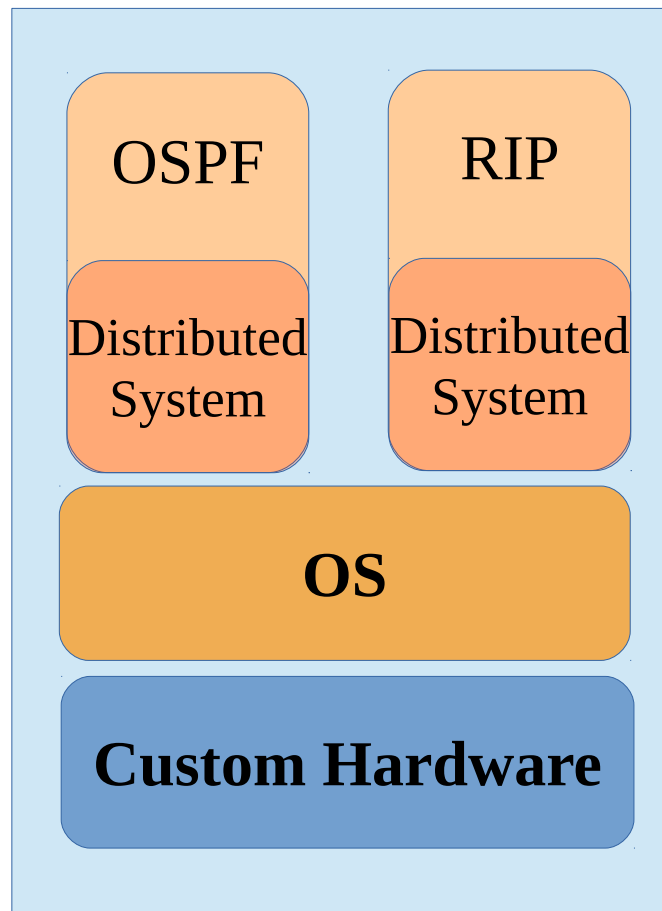 OSPF
RIP
Distributed
System
Distributed
System
OS
Custom Hardware